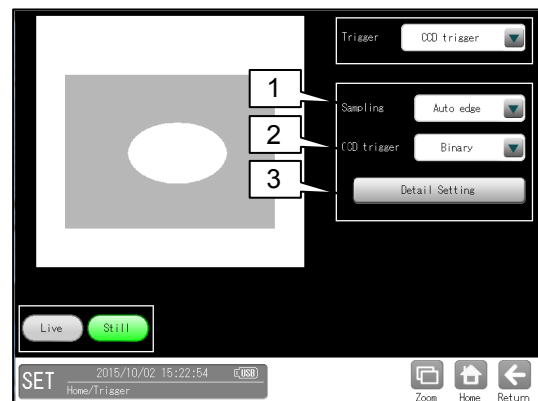 Trigger CCD trigger
1
Sampling Auto edge
2
CCD trigger Binary
3
Detail Setting
Live Still
SET 2015/10/02 15:22:54 USB
Home/Trigger
Zoom Home Return